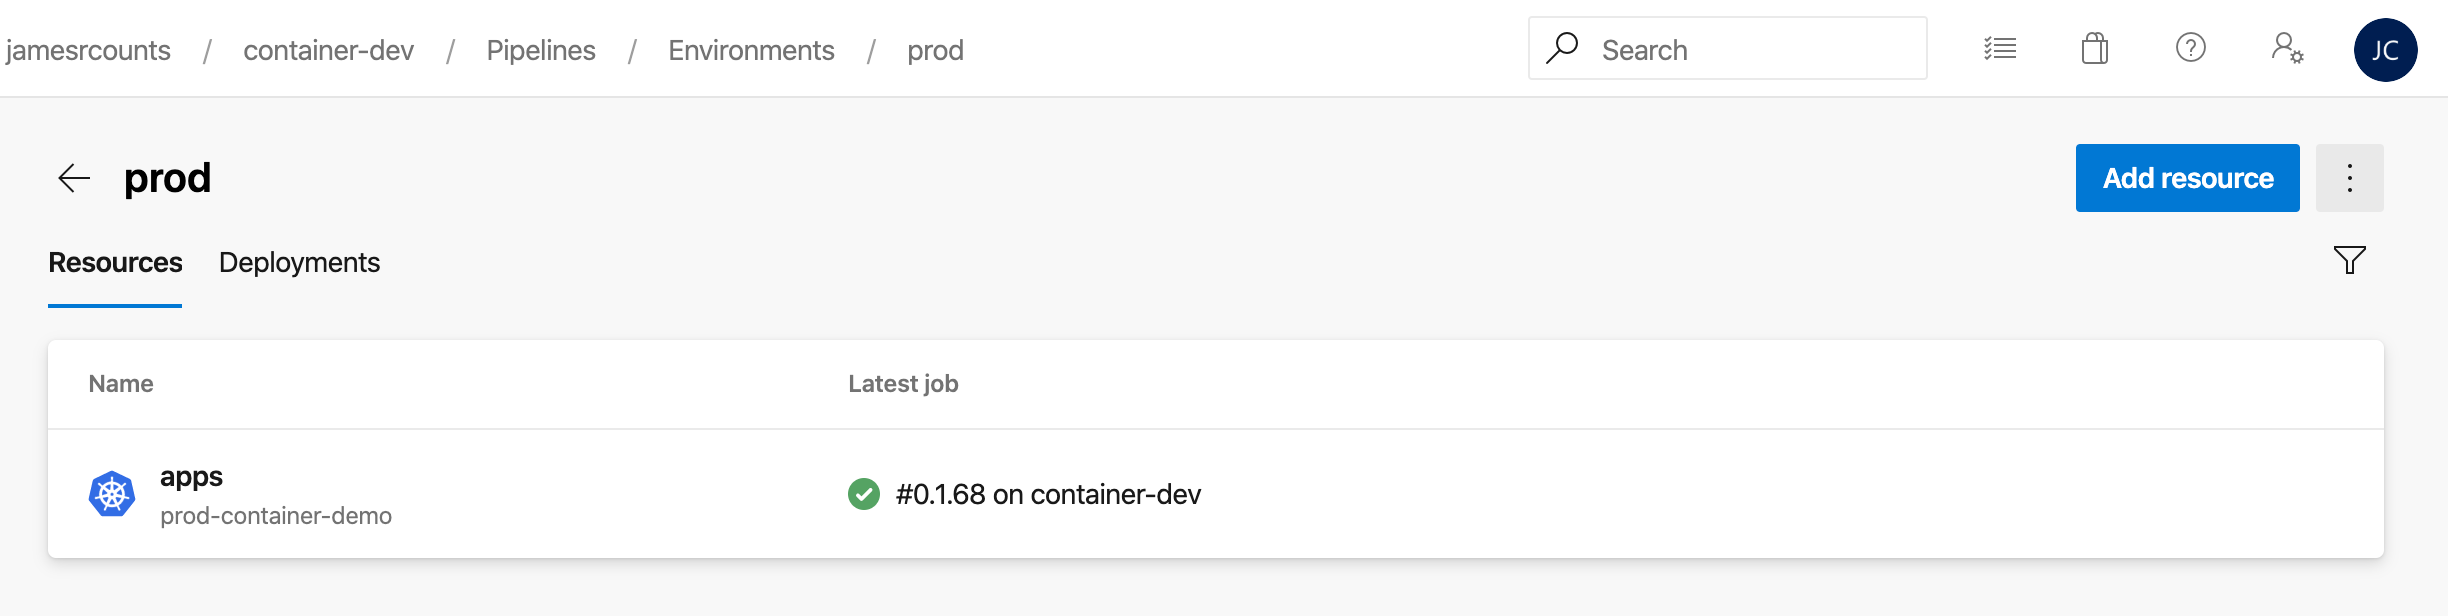 jamesrcounts / container-dev / Pipelines / Environments / prod
Search
JC
prod
Add resource
Resources Deployments
Name Latest job
apps
prod-container-demo
#0.1.68 on container-dev